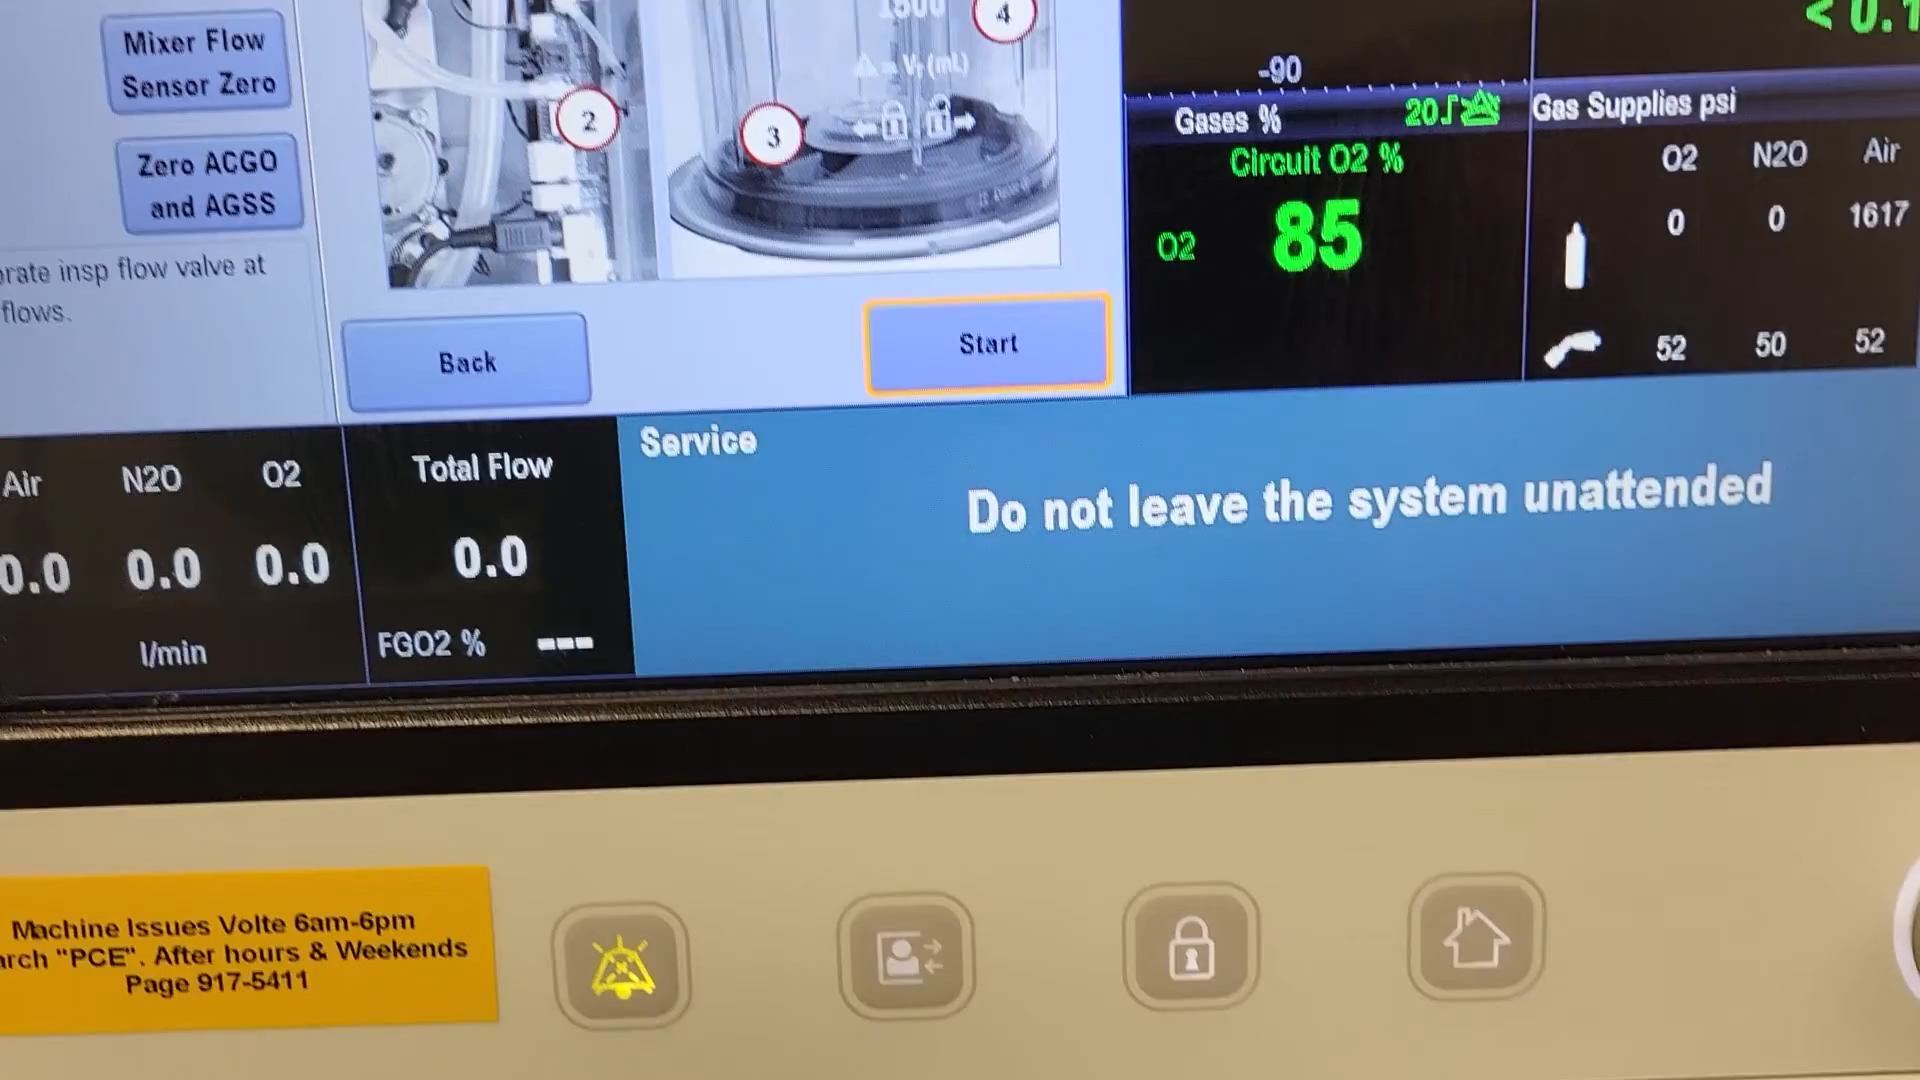 Mixer Flow
Sensor Zero
Zero ACGO
and AGSS
insp flow valve at
flows.
2
3
4
1500
= VT (mL)
Back
Start
-90
Gases %
20
Circuit O2 %
O2
85
Gas Supplies psi
O2 N2O Air
0 0 1617
52 50 52
Air N2O O2
0.0 0.0 0.0
l/min
Total Flow
0.0
FGO2 % ---
Service
Do not leave the system unattended
Machine Issues Volte 6am-6pm
"PCE". After hours & Weekends
Page 917-5411